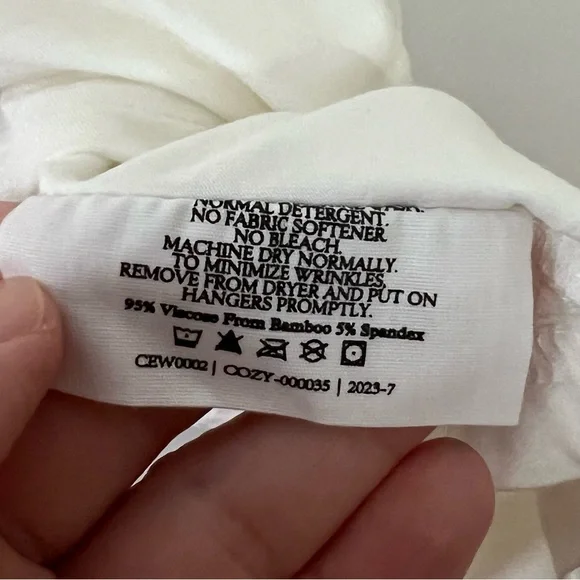 NORMAL DETERGENT.
NO FABRIC SOFTENER
NO BLEACH.
MACHINE DRY NORMALLY.
TO MINIMIZE WRINKLES,
REMOVE FROM DRYER AND PUT ON
HANGERS PROMPTLY.
95% Viscose From Bamboo 5% Spandex
CEW0002 | COZY-000035 | 2023-7